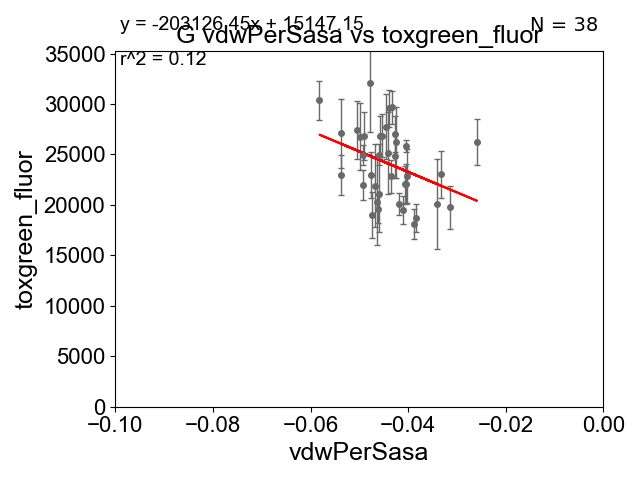 y = -203126.45x + 15147.15
N = 38
G vdwPerSasa vs toxgreen_fluor
r^2 = 0.12
35000
30000
25000
20000
15000
10000
5000
0
toxgreen_fluor
−0.10 −0.08 −0.06 −0.04 −0.02 0.00
vdwPerSasa